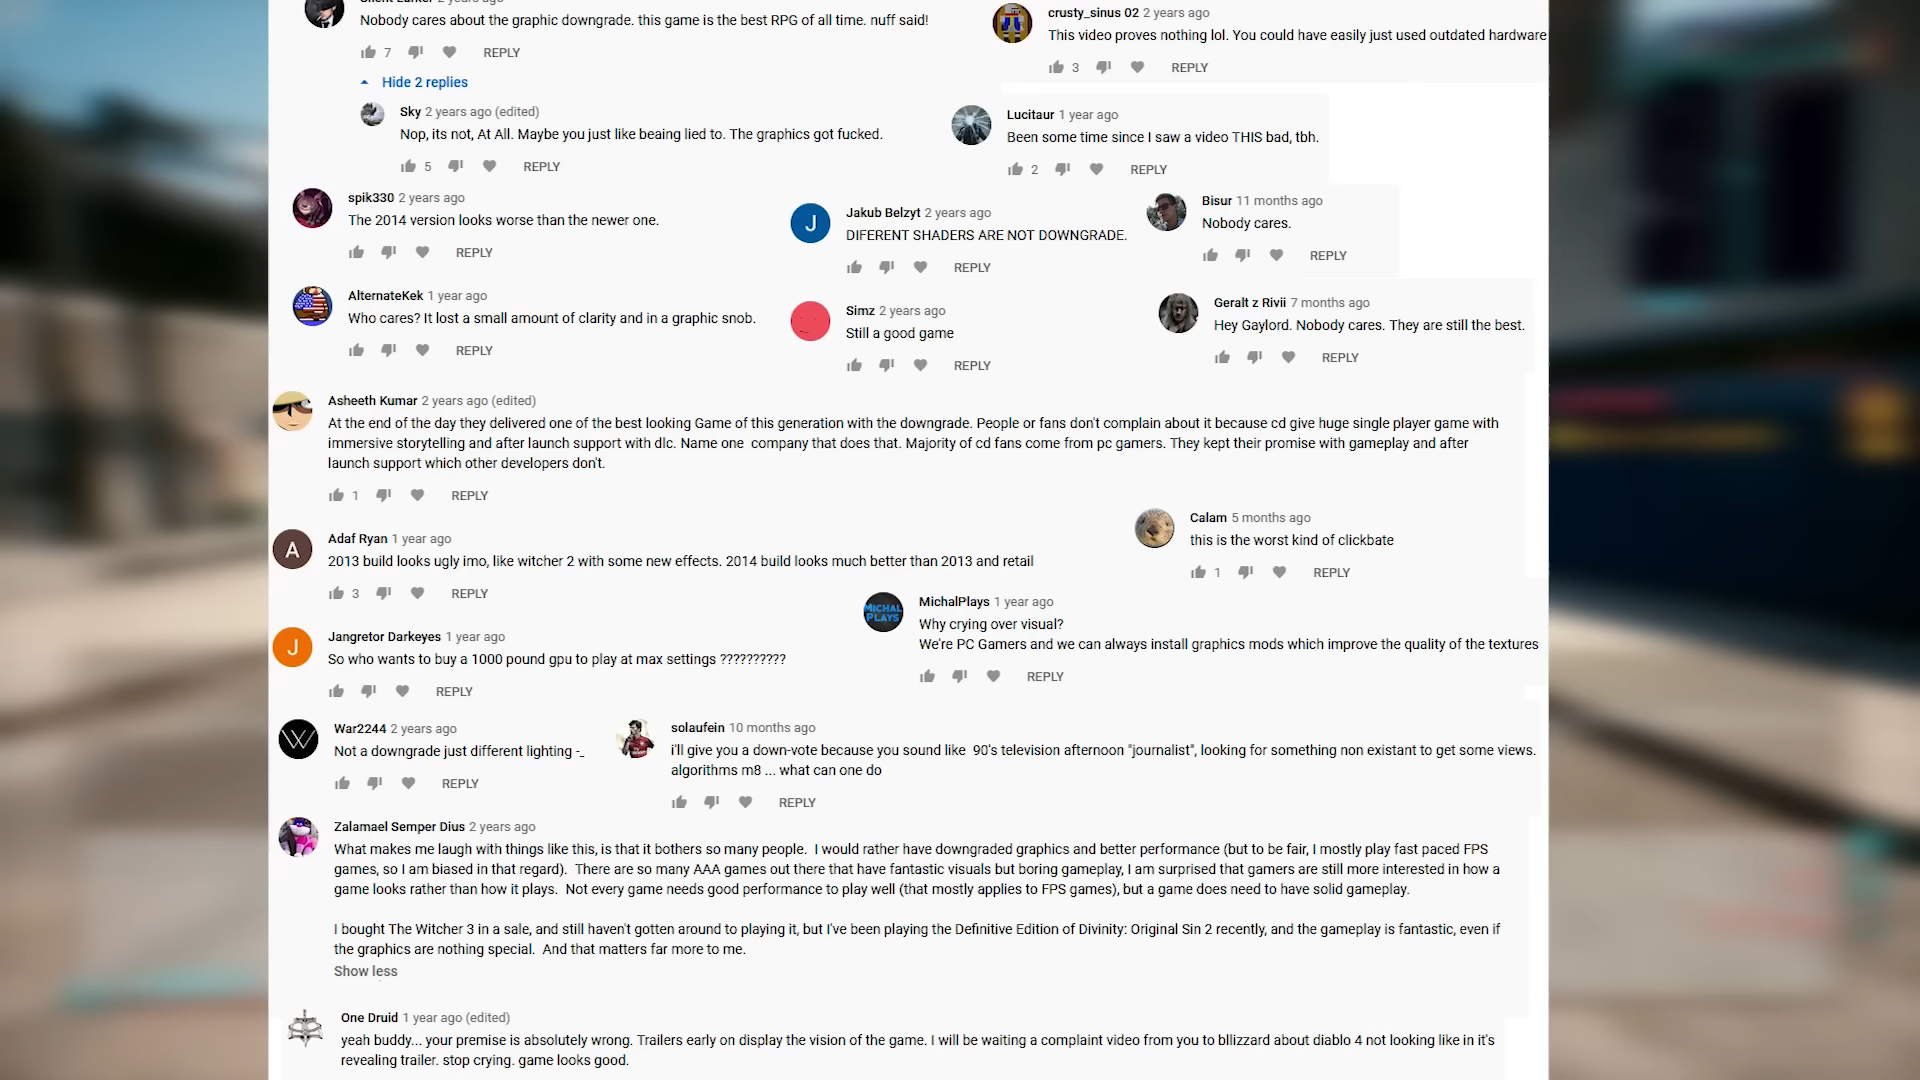 Nobody cares about the graphic downgrade. this game is the best RPG of all time. nuff said!
7 REPLY
Hide 2 replies
Sky 2 years ago (edited)
Nop, its not, At All. Maybe you just like beaing lied to. The graphics got fucked.
5 REPLY
crusty_sinus 02 2 years ago
This video proves nothing lol. You could have easily just used outdated hardware
3 REPLY
Lucitaur 1 year ago
Been some time since I saw a video THIS bad, tbh.
2 REPLY
spik330 2 years ago
The 2014 version looks worse than the newer one.
REPLY
Jakub Belzyt 2 years ago
DIFERENT SHADERS ARE NOT DOWNGRADE.
REPLY
Bisur 11 months ago
Nobody cares.
REPLY
AlternateKek 1 year ago
Who cares? It lost a small amount of clarity and in a graphic snob.
REPLY
Simz 2 years ago
Still a good game
REPLY
Geralt z Rivii 7 months ago
Hey Gaylord. Nobody cares. They are still the best.
REPLY
Asheeth Kumar 2 years ago (edited)
At the end of the day they delivered one of the best looking Game of this generation with the downgrade. People or fans don't complain about it because cd give huge single player game with
immersive storytelling and after launch support with dlc. Name one company that does that. Majority of cd fans come from pc gamers. They kept their promise with gameplay and after
launch support which other developers don't.
1 REPLY
Calam 5 months ago
this is the worst kind of clickbate
1 REPLY
A
Adaf Ryan 1 year ago
2013 build looks ugly imo, like witcher 2 with some new effects. 2014 build looks much better than 2013 and retail
3 REPLY
MICHAL
PLAYS
MichalPlays 1 year ago
Why crying over visual?
We're PC Gamers and we can always install graphics mods which improve the quality of the textures
REPLY
J
Jangretor Darkeyes 1 year ago
So who wants to buy a 1000 pound gpu to play at max settings ??????????
REPLY
War2244 2 years ago
Not a downgrade just different lighting -_
REPLY
solaufein 10 months ago
i'll give you a down-vote because you sound like 90's television afternoon "journalist", looking for something non existant to get some views.
algorithms m8 ... what can one do
REPLY
Zalamael Semper Dius 2 years ago
What makes me laugh with things like this, is that it bothers so many people. I would rather have downgraded graphics and better performance (but to be fair, I mostly play fast paced FPS
games, so I am biased in that regard). There are so many AAA games out there that have fantastic visuals but boring gameplay, I am surprised that gamers are still more interested in how a
game looks rather than how it plays. Not every game needs good performance to play well (that mostly applies to FPS games), but a game does need to have solid gameplay.
I bought The Witcher 3 in a sale, and still haven't gotten around to playing it, but I've been playing the Definitive Edition of Divinity: Original Sin 2 recently, and the gameplay is fantastic, even if
the graphics are nothing special. And that matters far more to me.
Show less
One Druid 1 year ago (edited)
yeah buddy... your premise is absolutely wrong. Trailers early on display the vision of the game. I will be waiting a complaint video from you to bllizzard about diablo 4 not looking like in it's
revealing trailer. stop crying. game looks good.